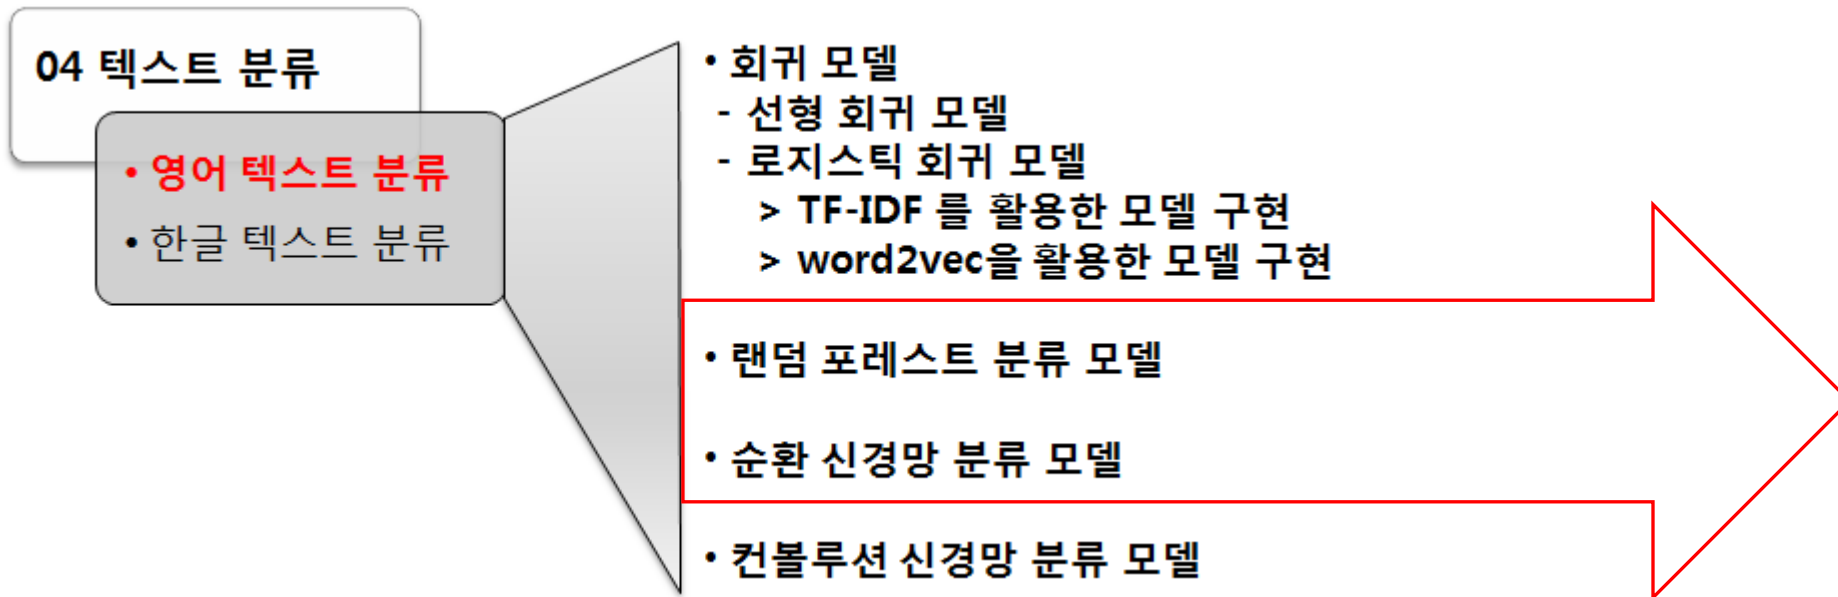 04 텍스트 분류
• 영어 텍스트 분류
• 한글 텍스트 분류
• 회귀 모델
- 선형 회귀 모델
- 로지스틱 회귀 모델
> TF-IDF 를 활용한 모델 구현
> word2vec을 활용한 모델 구현
• 랜덤 포레스트 분류 모델
• 순환 신경망 분류 모델
• 컨볼루션 신경망 분류 모델